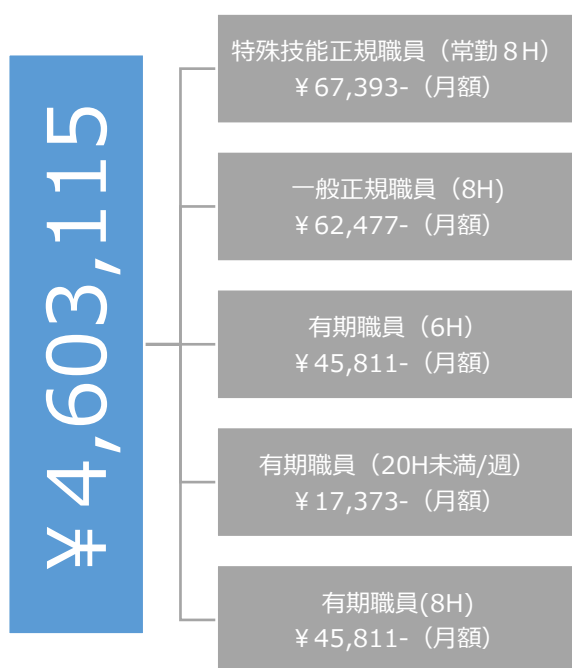 ￥4,603,115
特殊技能正規職員（常勤８H）
￥67,393-（月額）
一般正規職員（8H)
￥62,477-（月額）
有期職員（6H）
￥45,811-（月額）
有期職員（20H未満/週）
￥17,373-（月額）
有期職員(8H)
￥45,811-（月額）